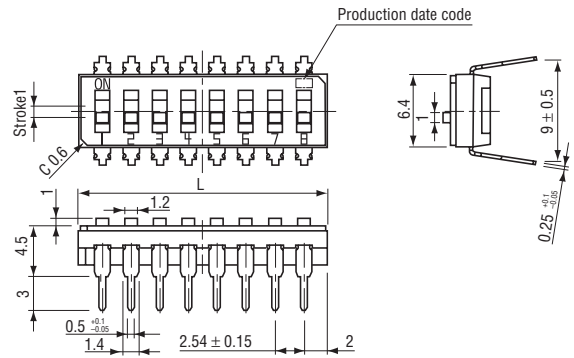 Production date code
ON
1 2 3 4 5 6 7 8
Stroke1
C 0.6
6.4
1
9 ± 0.5
0.25 +0.1 −0.05
L
1
1.2
4.5
3
0.5 +0.1 −0.05
1.4
2.54 ± 0.15
2